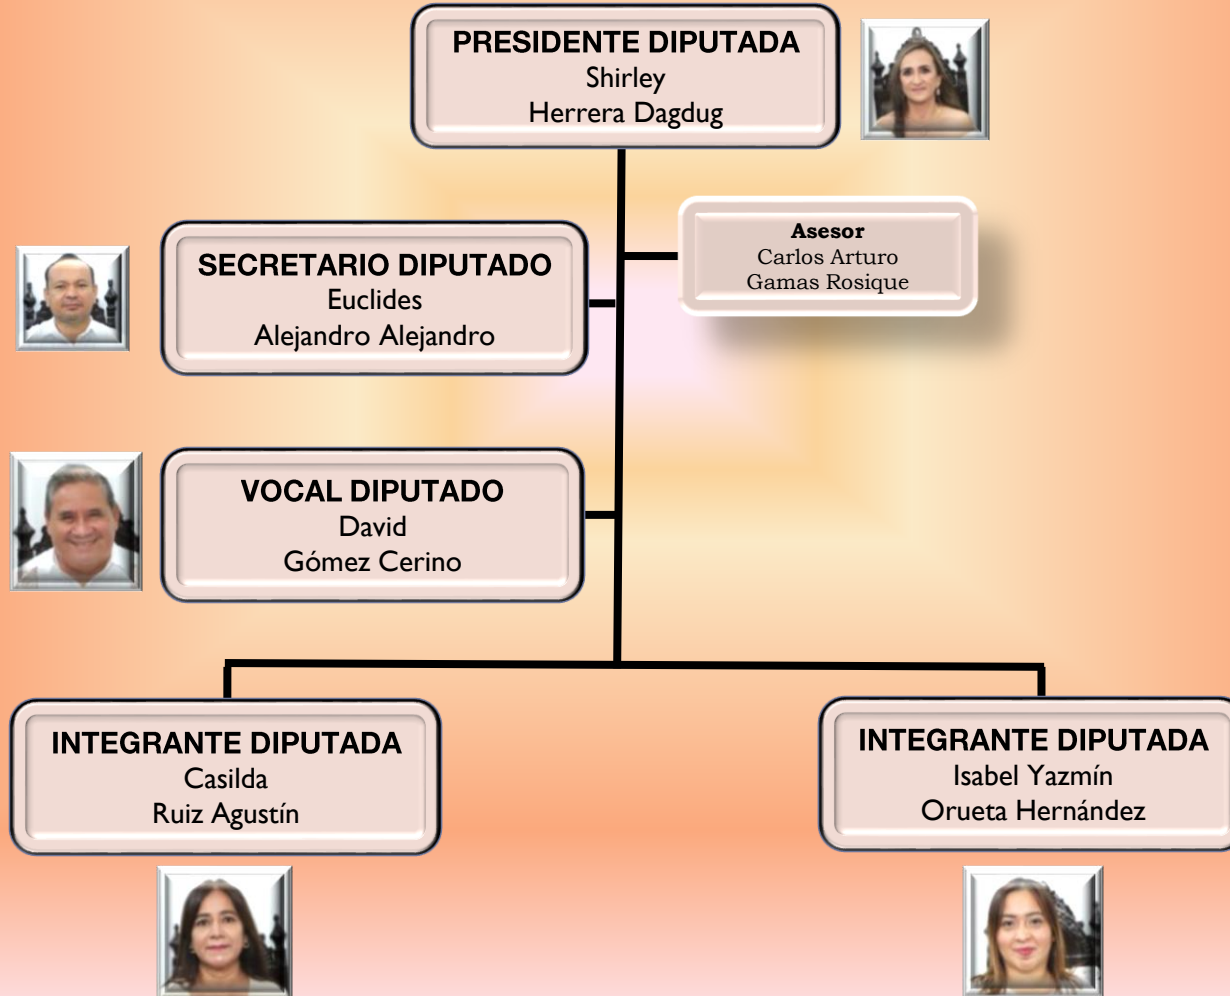 PRESIDENTE DIPUTADA
Shirley
Herrera Dagdug
Asesor
Carlos Arturo
Gamas Rosique
SECRETARIO DIPUTADO
Euclides
Alejandro Alejandro
VOCAL DIPUTADO
David
Gómez Cerino
INTEGRANTE DIPUTADA
Casilda
Ruiz Agustín
INTEGRANTE DIPUTADA
Isabel Yazmín
Orueta Hernández